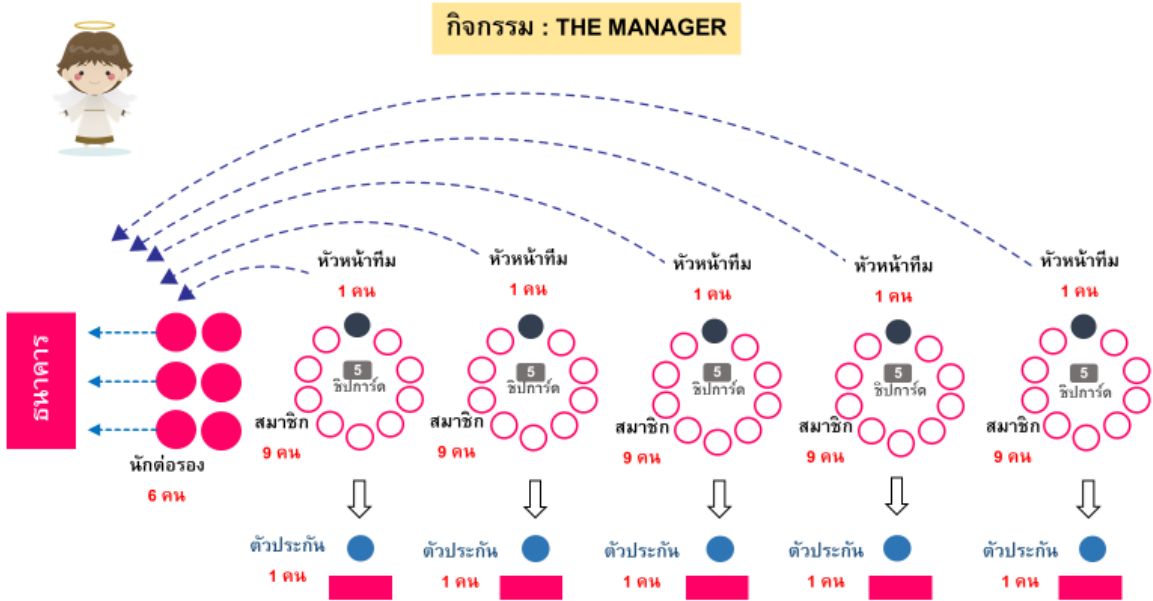 กิจกรรม : THE MANAGER
หัวหน้าทีม
1 คน
หัวหน้าทีม
1 คน
หัวหน้าทีม
1 คน
หัวหน้าทีม
1 คน
หัวหน้าทีม
1 คน
ธนาคาร
นักต่อรอง
6 คน
5
ชิปการ์ด
สมาชิก
9 คน
5
ชิปการ์ด
สมาชิก
9 คน
5
ชิปการ์ด
สมาชิก
9 คน
5
ชิปการ์ด
สมาชิก
9 คน
5
ชิปการ์ด
สมาชิก
9 คน
ตัวประกัน
1 คน
ตัวประกัน
1 คน
ตัวประกัน
1 คน
ตัวประกัน
1 คน
ตัวประกัน
1 คน